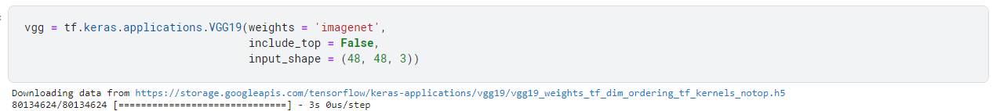 vgg = tf.keras.applications.VGG19(weights = 'imagenet',
include_top = False,
input_shape = (48, 48, 3))
Downloading data from https://storage.googleapis.com/tensorflow/keras-applications/vgg19/vgg19_weights_tf_dim_ordering_tf_kernels_notop.h5
80134624/80134624 [==============================] - 3s 0us/step